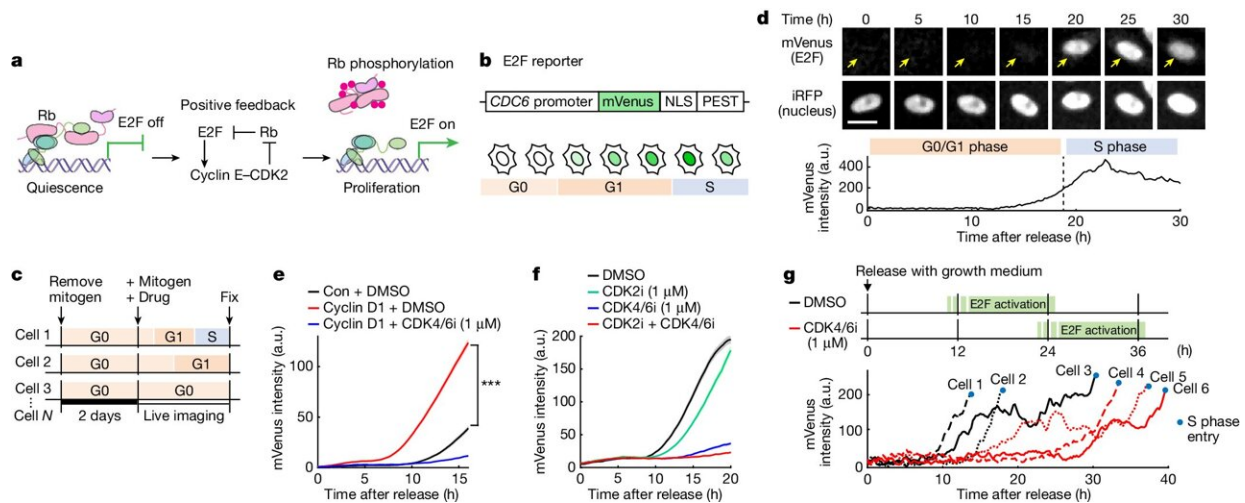 a
Rb phosphorylation
Rb
Positive feedback
E2F off
E2F
Rb
E2F on
Cyclin E–CDK2
Quiescence
Proliferation
b E2F reporter
CDC6 promoter mVenus NLS PEST
G0 G1 S
c
Remove mitogen
+ Mitogen
+ Drug
Fix
Cell 1 G0 G1 S
Cell 2 G0 G1
Cell 3 G0 G0
⋮
Cell N 2 days Live imaging
d
Time (h) 0 5 10 15 20 25 30
mVenus
(E2F)
iRFP
(nucleus)
G0/G1 phase S phase
mVenus
intensity (a.u.)
400
200
0
0 10 20 30
Time after release (h)
e
Con + DMSO
Cyclin D1 + DMSO
Cyclin D1 + CDK4/6i (1 μM)
mVenus intensity (a.u.)
100
50
0
***
0 5 10 15
Time after release (h)
f
DMSO
CDK2i (1 μM)
CDK4/6i (1 μM)
CDK2i + CDK4/6i
mVenus intensity (a.u.)
200
150
100
50
0
0 5 10 15 20
Time after release (h)
g
Release with growth medium
DMSO E2F activation
CDK4/6i
(1 μM)
E2F activation
0 12 24 36 (h)
mVenus
intensity (a.u.)
200
100
0
Cell 1 Cell 2 Cell 3 Cell 4 Cell 5
Cell 6
S phase
entry
0 10 20 30 40
Time after release (h)